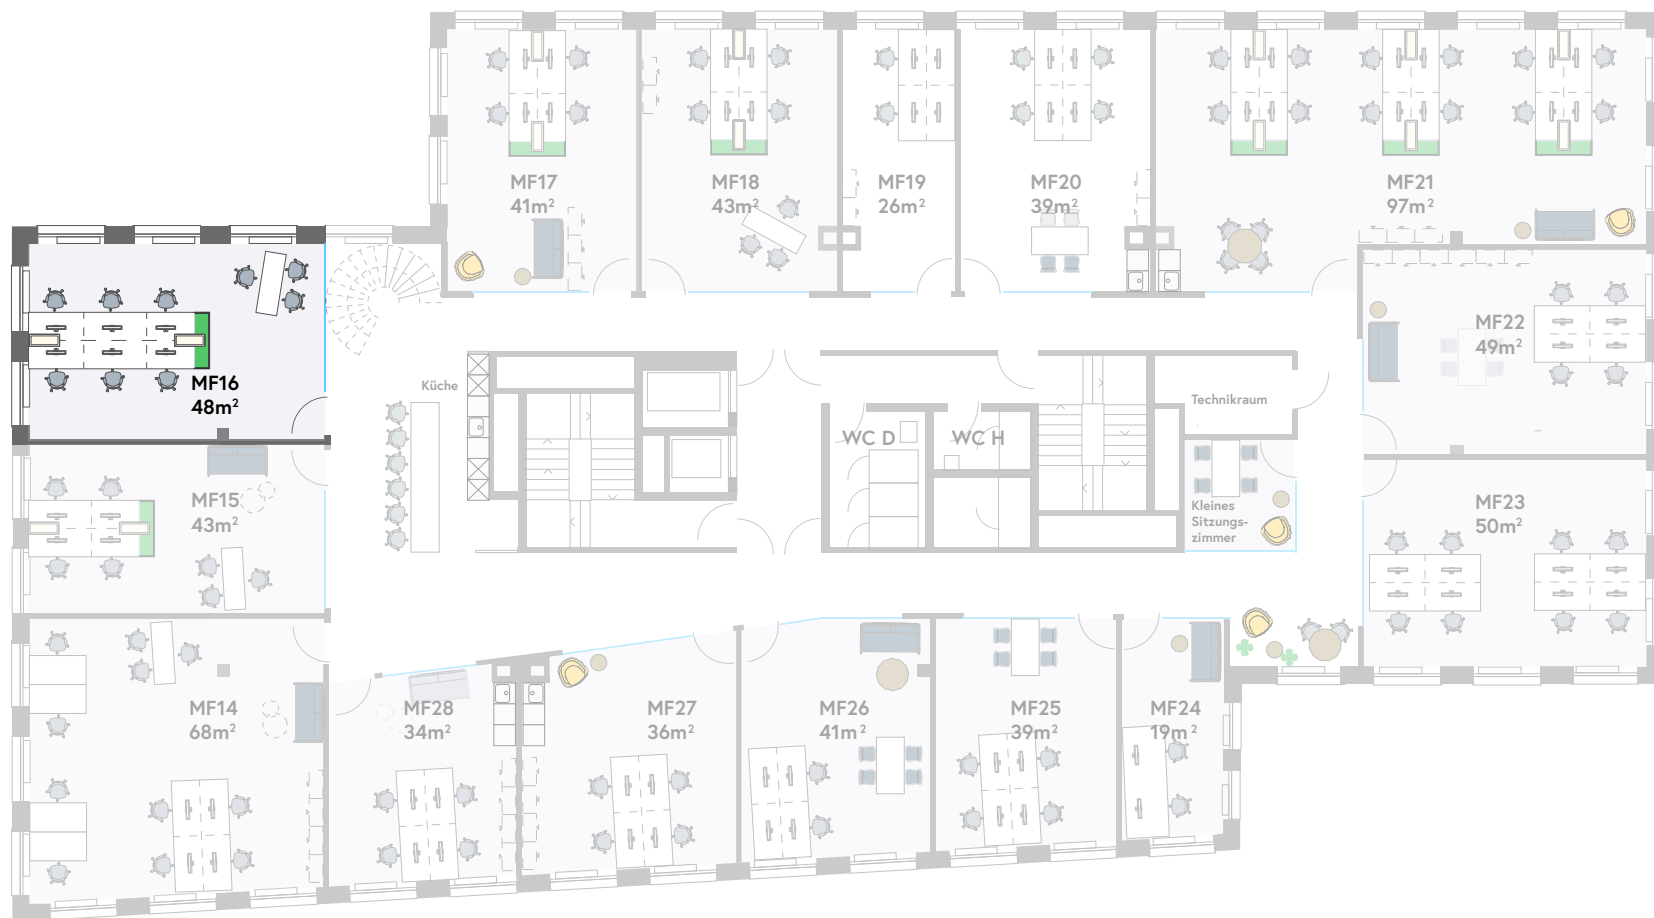 MF17
41m²
MF18
43m²
MF19
26m²
MF20
39m²
MF21
97m²
MF22
49m²
MF16
48m²
Küche
Technikraum
WC D
WC H
MF15
43m²
Kleines
Sitzungs-
zimmer
MF23
50m²
MF14
68m²
MF28
34m²
MF27
36m²
MF26
41m²
MF25
39m²
MF24
19m²